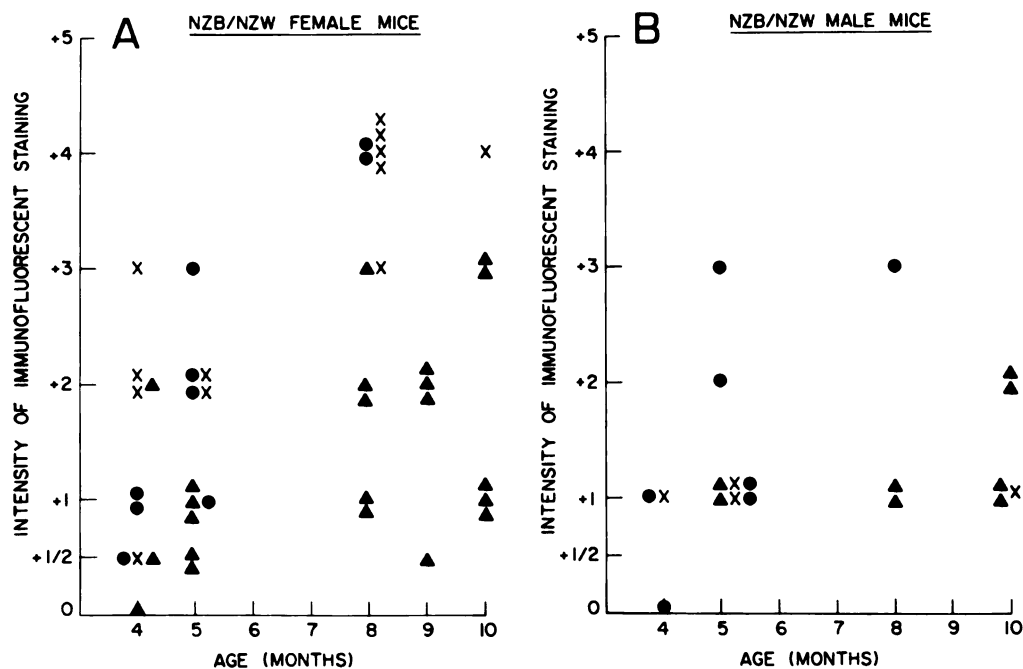 A
NZB/NZW FEMALE MICE
INTENSITY OF IMMUNOFLUORESCENT STAINING
+5
+4
+3
+2
+1
+1/2
0
4 5 6 7 8 9 10
AGE (MONTHS)
B
NZB/NZW MALE MICE
INTENSITY OF IMMUNOFLUORESCENT STAINING
+5
+4
+3
+2
+1
+1/2
0
4 5 6 7 8 9 10
AGE (MONTHS)